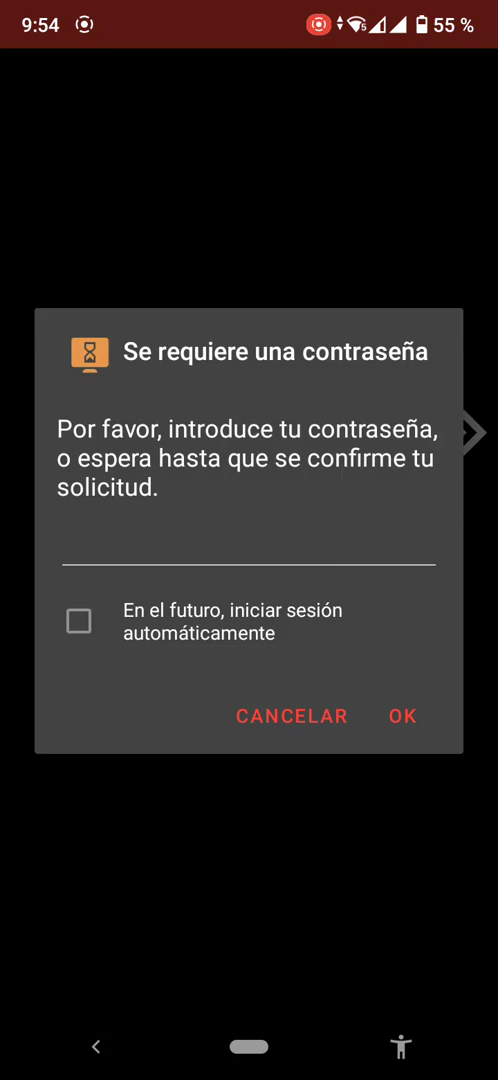 9:54
5
55 %
Se requiere una contraseña
Por favor, introduce tu contraseña,
o espera hasta que se confirme tu
solicitud.
En el futuro, iniciar sesión
automáticamente
CANCELAR OK